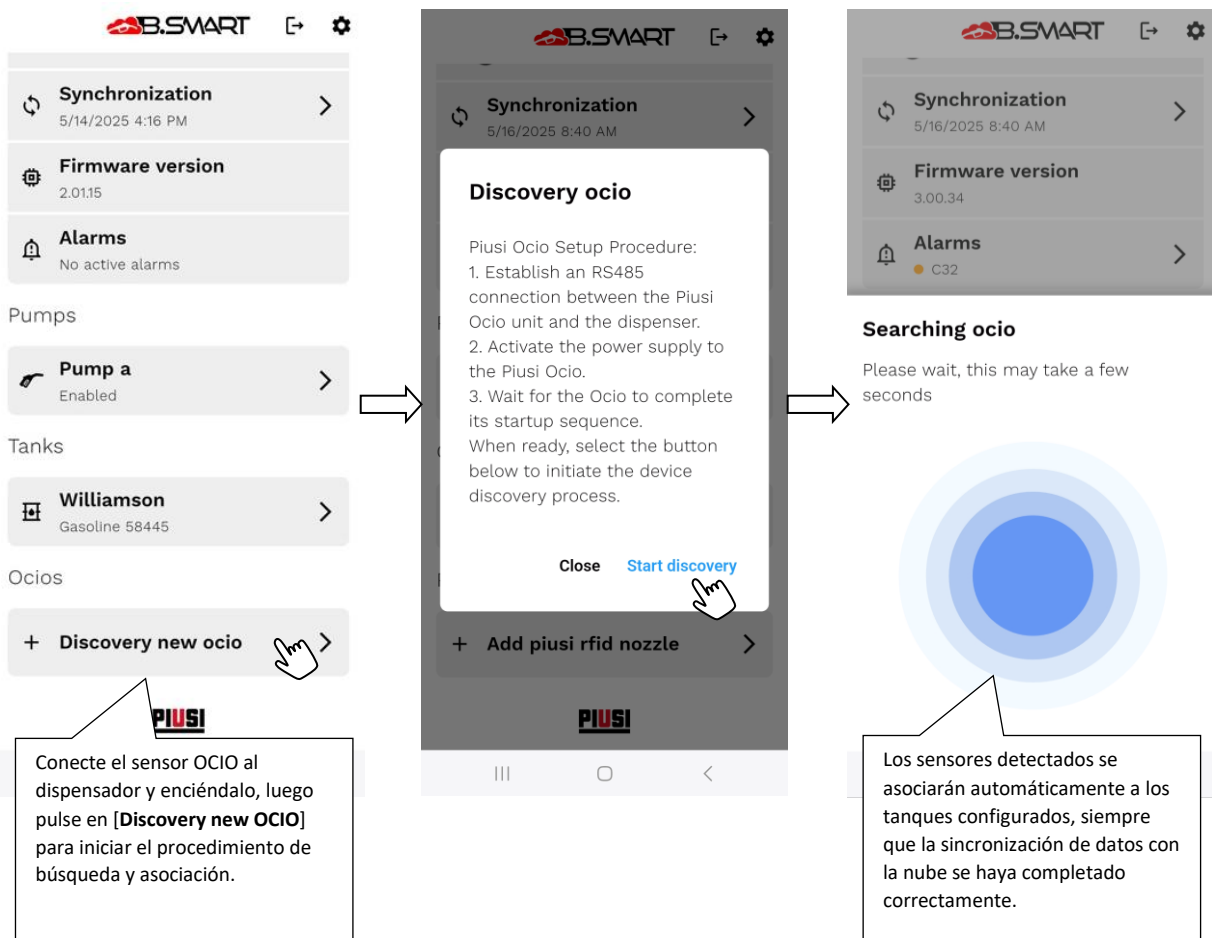 B.SMART
Synchronization
5/14/2025 4:16 PM
Firmware version
2.01.15
Alarms
No active alarms
Pumps
Pump a
Enabled
Tanks
Williamson
Gasoline 58445
Ocios
+ Discovery new ocio
PIUSI
Conecte el sensor OCIO al
dispensador y enciéndalo, luego
pulse en [Discovery new OCIO]
para iniciar el procedimiento de
búsqueda y asociación.
B.SMART
Synchronization
5/16/2025 8:40 AM
Discovery ocio
Piusi Ocio Setup Procedure:
1. Establish an RS485
connection between the Piusi
Ocio unit and the dispenser.
2. Activate the power supply to
the Piusi Ocio.
3. Wait for the Ocio to complete
its startup sequence.
When ready, select the button
below to initiate the device
discovery process.
Close Start discovery
+ Add piusi rfid nozzle
PIUSI
B.SMART
Synchronization
5/16/2025 8:40 AM
Firmware version
3.00.34
Alarms
C32
Searching ocio
Please wait, this may take a few
seconds
Los sensores detectados se
asociarán automáticamente a los
tanques configurados, siempre
que la sincronización de datos con
la nube se haya completado
correctamente.